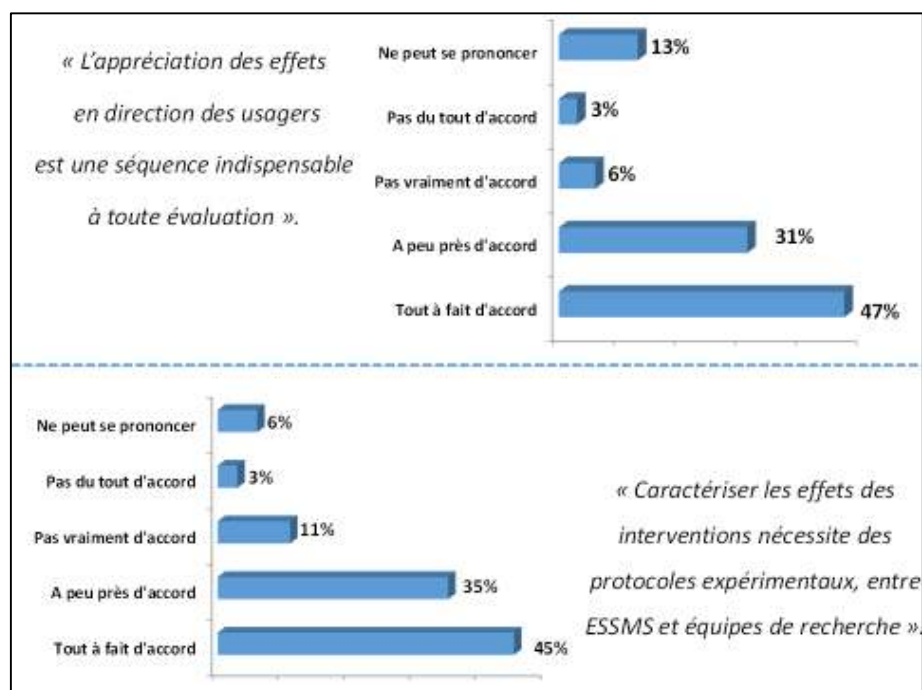 « L'appréciation des effets
en direction des usagers
est une séquence indispensable
à toute évaluation ».
Ne peut se prononcer 13%
Pas du tout d'accord 3%
Pas vraiment d'accord 6%
A peu près d'accord 31%
Tout à fait d'accord 47%
Ne peut se prononcer 6%
Pas du tout d'accord 3%
Pas vraiment d'accord 11%
A peu près d'accord 35%
Tout à fait d'accord 45%
« Caractériser les effets des
interventions nécessite des
protocoles expérimentaux, entre
ESSMS et équipes de recherche ».